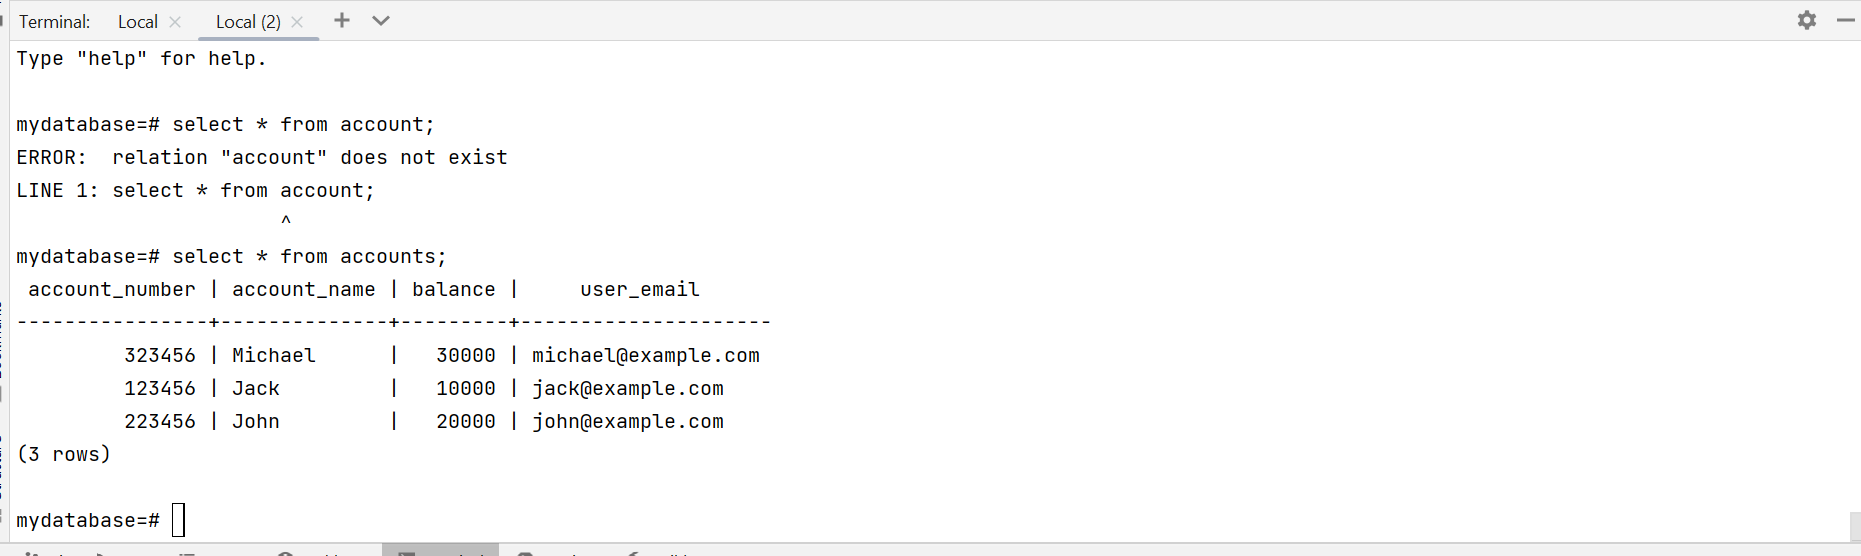 Terminal: Local Local (2)
Type "help" for help.
mydatabase=# select * from account;
ERROR:  relation "account" does not exist
LINE 1: select * from account;
                      ^
mydatabase=# select * from accounts;
 account_number | account_name | balance |     user_email
----------------+--------------+---------+---------------------
         323456 | Michael      |   30000 | michael@example.com
         123456 | Jack         |   10000 | jack@example.com
         223456 | John         |   20000 | john@example.com
(3 rows)
mydatabase=#